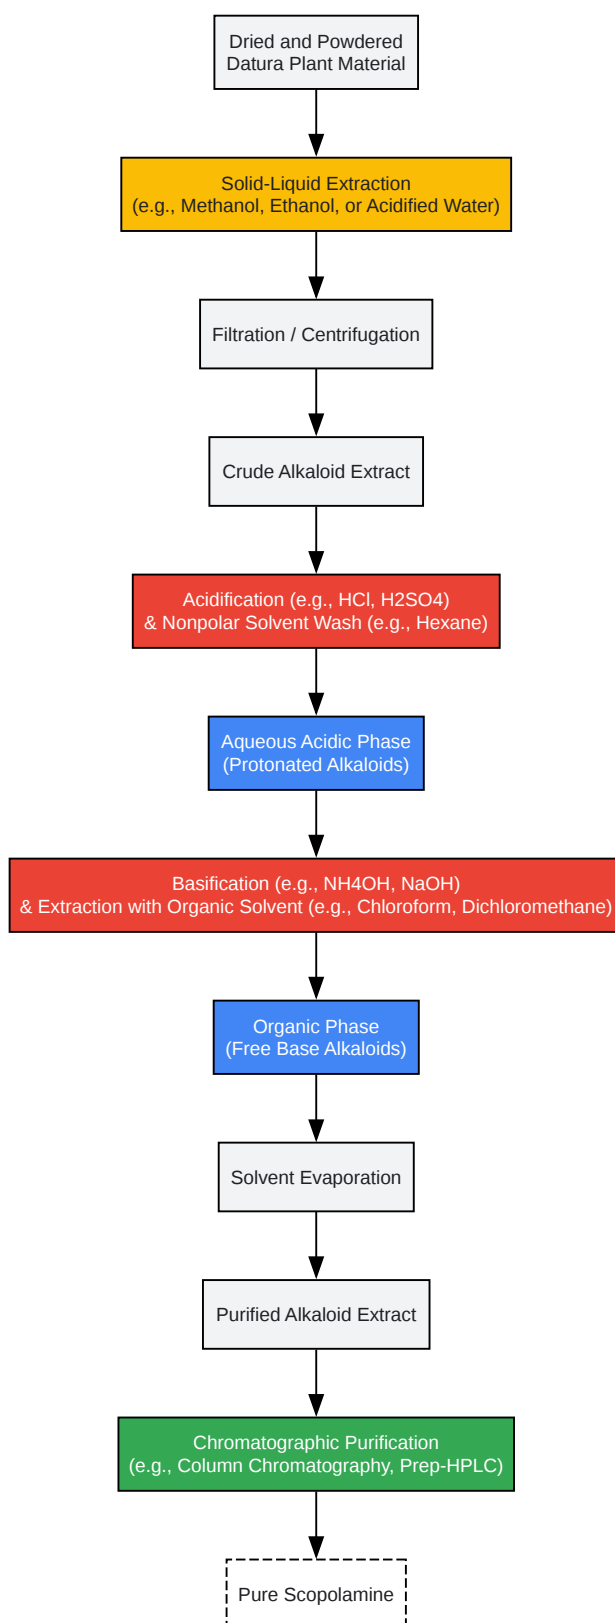 Dried and Powdered
Datura Plant Material
Solid-Liquid Extraction
(e.g., Methanol, Ethanol, or Acidified Water)
Filtration / Centrifugation
Crude Alkaloid Extract
Acidification (e.g., HCl, H2SO4)
& Nonpolar Solvent Wash (e.g., Hexane)
Aqueous Acidic Phase
(Protonated Alkaloids)
Basification (e.g., NH4OH, NaOH)
& Extraction with Organic Solvent (e.g., Chloroform, Dichloromethane)
Organic Phase
(Free Base Alkaloids)
Solvent Evaporation
Purified Alkaloid Extract
Chromatographic Purification
(e.g., Column Chromatography, Prep-HPLC)
Pure Scopolamine